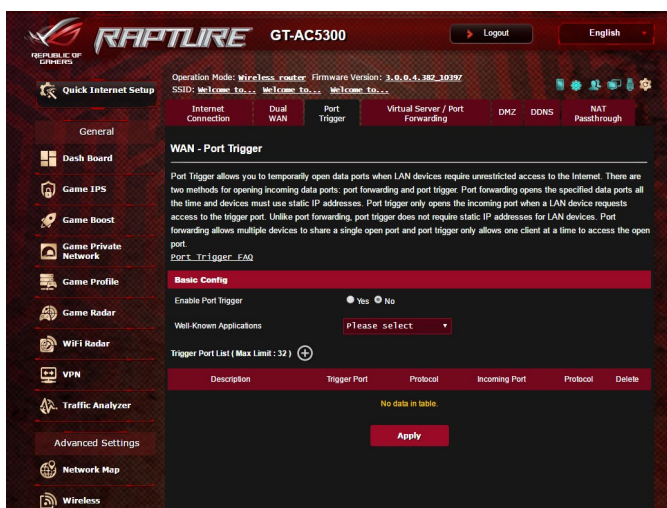 REPUBLIC OF
GAMERS
RAPTURE
GT-AC5300
Logout
English
Quick Internet Setup
Operation Mode: Wireless router Firmware Version: 3.0.0.4.382_10397
SSID: Welcome to... Welcome to... Welcome to...
Internet
Connection
Dual
WAN
Port
Trigger
Virtual Server / Port
Forwarding
DMZ
DDNS
NAT
Passthrough
General
Dash Board
Game IPS
Game Boost
Game Private
Network
Game Profile
Game Radar
WiFi Radar
VPN
Traffic Analyzer
Advanced Settings
Network Map
Wireless
WAN - Port Trigger
Port Trigger allows you to temporarily open data ports when LAN devices require unrestricted access to the Internet. There are
two methods for opening incoming data ports: port forwarding and port trigger. Port forwarding opens the specified data ports all
the time and devices must use static IP addresses. Port trigger only opens the incoming port when a LAN device requests
access to the trigger port. Unlike port forwarding, port trigger does not require static IP addresses for LAN devices. Port
forwarding allows multiple devices to share a single open port and port trigger only allows one client at a time to access the open
port.
Port Trigger FAQ
Basic Config
Enable Port Trigger
Yes No
Well-Known Applications
Please select
Trigger Port List ( Max Limit : 32 )
Description Trigger Port Protocol Incoming Port Protocol Delete
No data in table.
Apply